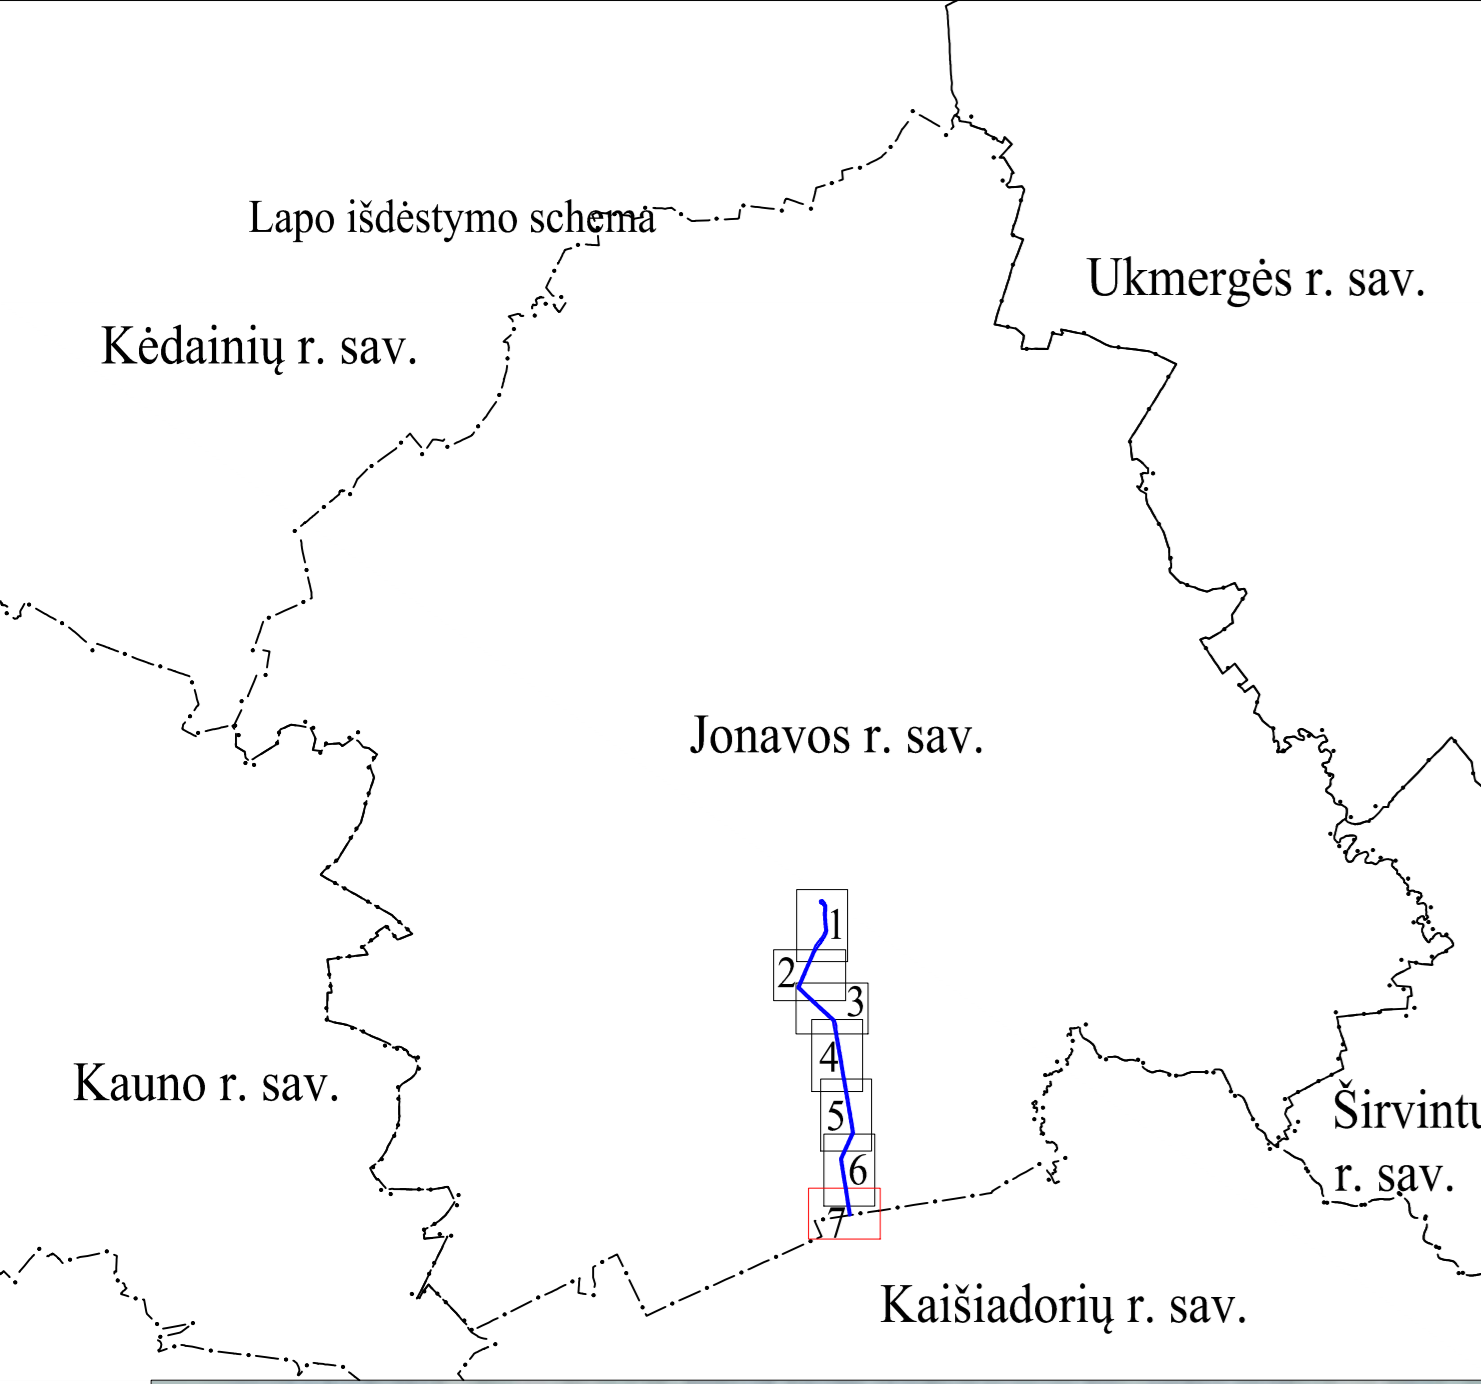 Lapo išdėstymo schema
Ukmergės r. sav.
Kėdainių r. sav.
Jonavos r. sav.
1
2
3
4
5
6
7
Kauno r. sav.
Širvintų
r. sav.
Kaišiadorių r. sav.